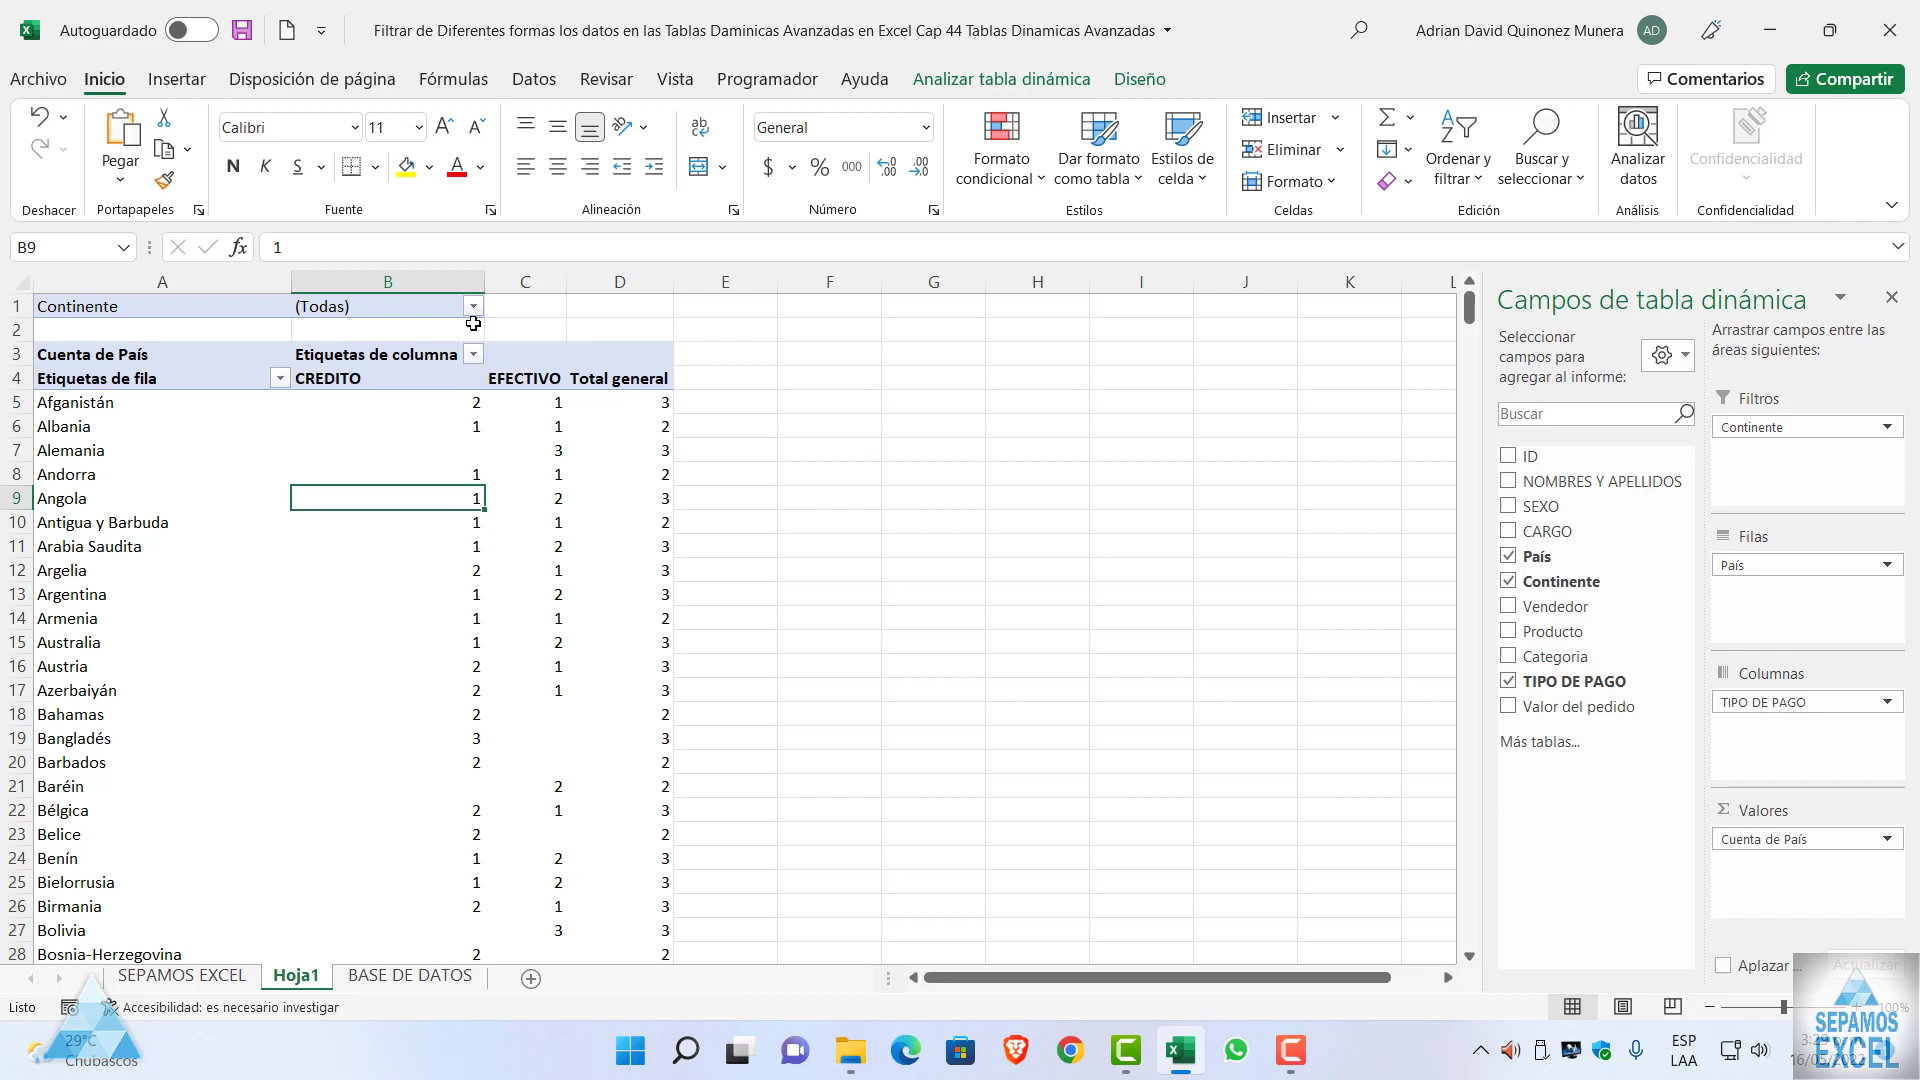 Autoguardado
Filtrar de Diferentes formas los datos en las Tablas Daminicas Avanzadas en Excel Cap 44 Tablas Dinamicas Avanzadas
Adrian David Quinonez Munera
AD
Archivo Inicio Insertar Disposición de página Fórmulas Datos Revisar Vista Programador Ayuda Analizar tabla dinámica Diseño
Comentarios
Compartir
Pegar
Calibri 11
N K S
General
$ % 000
Formato condicional
Dar formato como tabla
Estilos de celda
Insertar
Eliminar
Formato
Ordenar y filtrar
Buscar y seleccionar
Analizar datos
Confidencialidad
Deshacer Portapapeles Fuente Alineación Número Estilos Celdas Edición Análisis Confidencialidad
B9 fx 1
A B C D E F G H I J K L
1 Continente (Todas)
2
3 Cuenta de País Etiquetas de columna
4 Etiquetas de fila CREDITO EFECTIVO Total general
5 Afganistán 2 1 3
6 Albania 1 1 2
7 Alemania 3 3
8 Andorra 1 1 2
9 Angola 1 2 3
10 Antigua y Barbuda 1 1 2
11 Arabia Saudita 1 2 3
12 Argelia 2 1 3
13 Argentina 1 2 3
14 Armenia 1 1 2
15 Australia 1 2 3
16 Austria 2 1 3
17 Azerbaiyán 2 1 3
18 Bahamas 2 2
19 Bangladés 3 3
20 Barbados 2 2
21 Baréin 2 2
22 Bélgica 2 1 3
23 Belice 2 2
24 Benín 1 2 3
25 Bielorrusia 1 2 3
26 Birmania 2 1 3
27 Bolivia 3 3
28 Bosnia-Herzegovina 2 2
Campos de tabla dinámica
Seleccionar
campos para
agregar al informe:
Buscar
ID
NOMBRES Y APELLIDOS
SEXO
CARGO
País
Continente
Vendedor
Producto
Categoria
TIPO DE PAGO
Valor del pedido
Más tablas...
Arrastrar campos entre las
áreas siguientes:
Filtros
Continente
Filas
País
Columnas
TIPO DE PAGO
Valores
Cuenta de País
Aplazar ...
Actualizar
SEPAMOS EXCEL Hoja1 BASE DE DATOS
Listo Accesibilidad: es necesario investigar
100%
29°C
Chubascos
ESP
LAA
16/05/2022
SEPAMOS
EXCEL